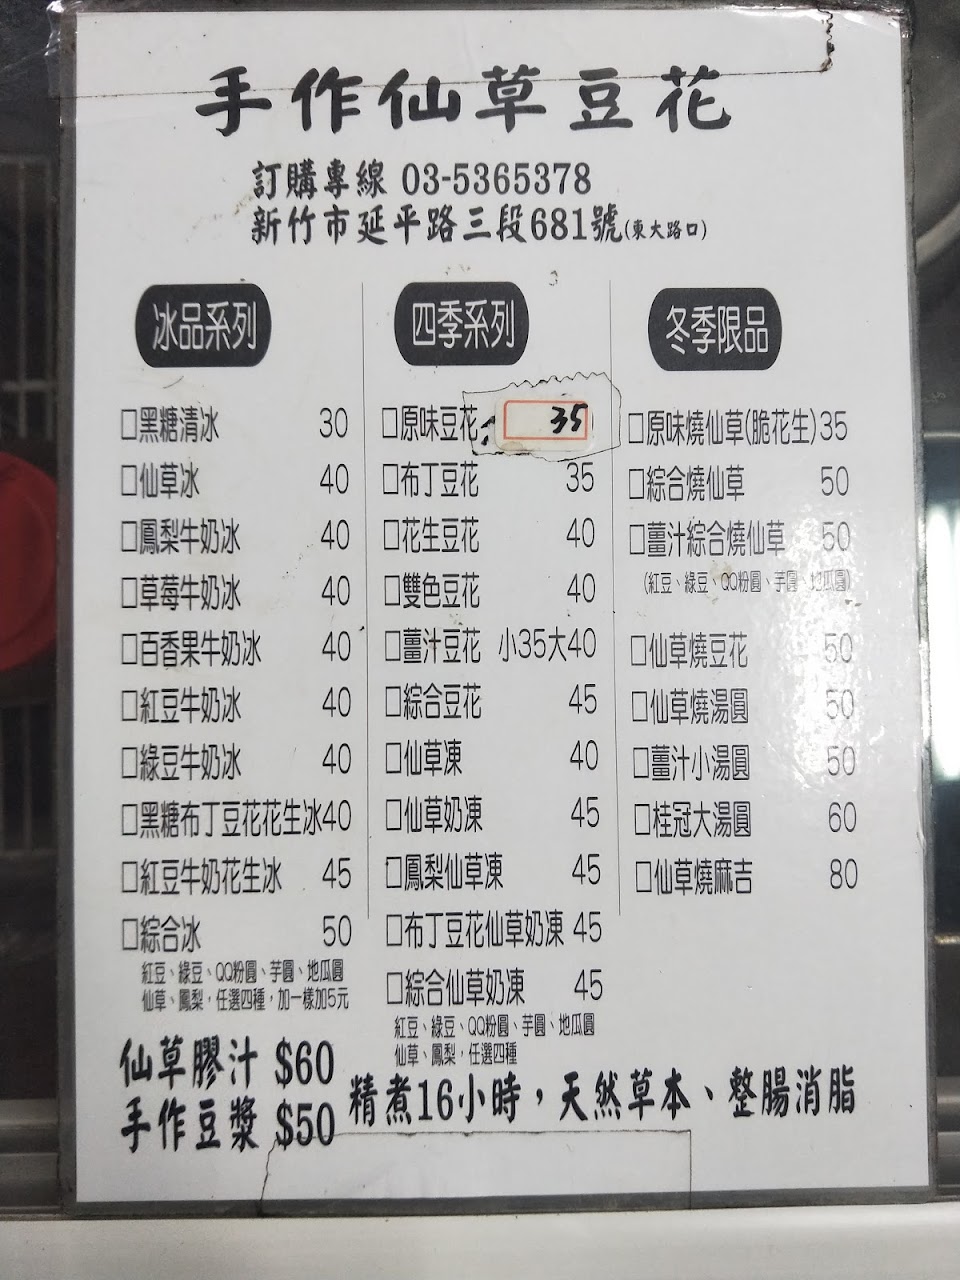 手作仙草豆花
訂購專線 03-5365378
新竹市延平路三段681號(東大路口)
冰品系列
□黑糖清冰 30
□仙草冰 40
□鳳梨牛奶冰 40
□草莓牛奶冰 40
□百香果牛奶冰 40
□紅豆牛奶冰 40
□綠豆牛奶冰 40
□黑糖布丁豆花花生冰40
□紅豆牛奶花生冰 45
□綜合冰 50
紅豆、綠豆、QQ粉圓、芋圓、地瓜圓
仙草、鳳梨,任選四種,加一樣加5元
四季系列
□原味豆花 35
□布丁豆花 35
□花生豆花 40
□雙色豆花 40
□薑汁豆花 小35大40
□綜合豆花 45
□仙草凍 40
□仙草奶凍 45
□鳳梨仙草凍 45
□布丁豆花仙草奶凍 45
□綜合仙草奶凍 45
紅豆、綠豆、QQ粉圓、芋圓、地瓜圓
仙草、鳳梨,任選四種
冬季限品
□原味燒仙草(脆花生)35
□綜合燒仙草 50
□薑汁綜合燒仙草 50
(紅豆、綠豆、QQ粉圓、芋圓、地瓜圓)
□仙草燒豆花 50
□仙草燒湯圓 50
□薑汁小湯圓 50
□桂冠大湯圓 60
□仙草燒麻吉 80
仙草膠汁 $60
手作豆漿 $50
精煮16小時,天然草本、整腸消脂